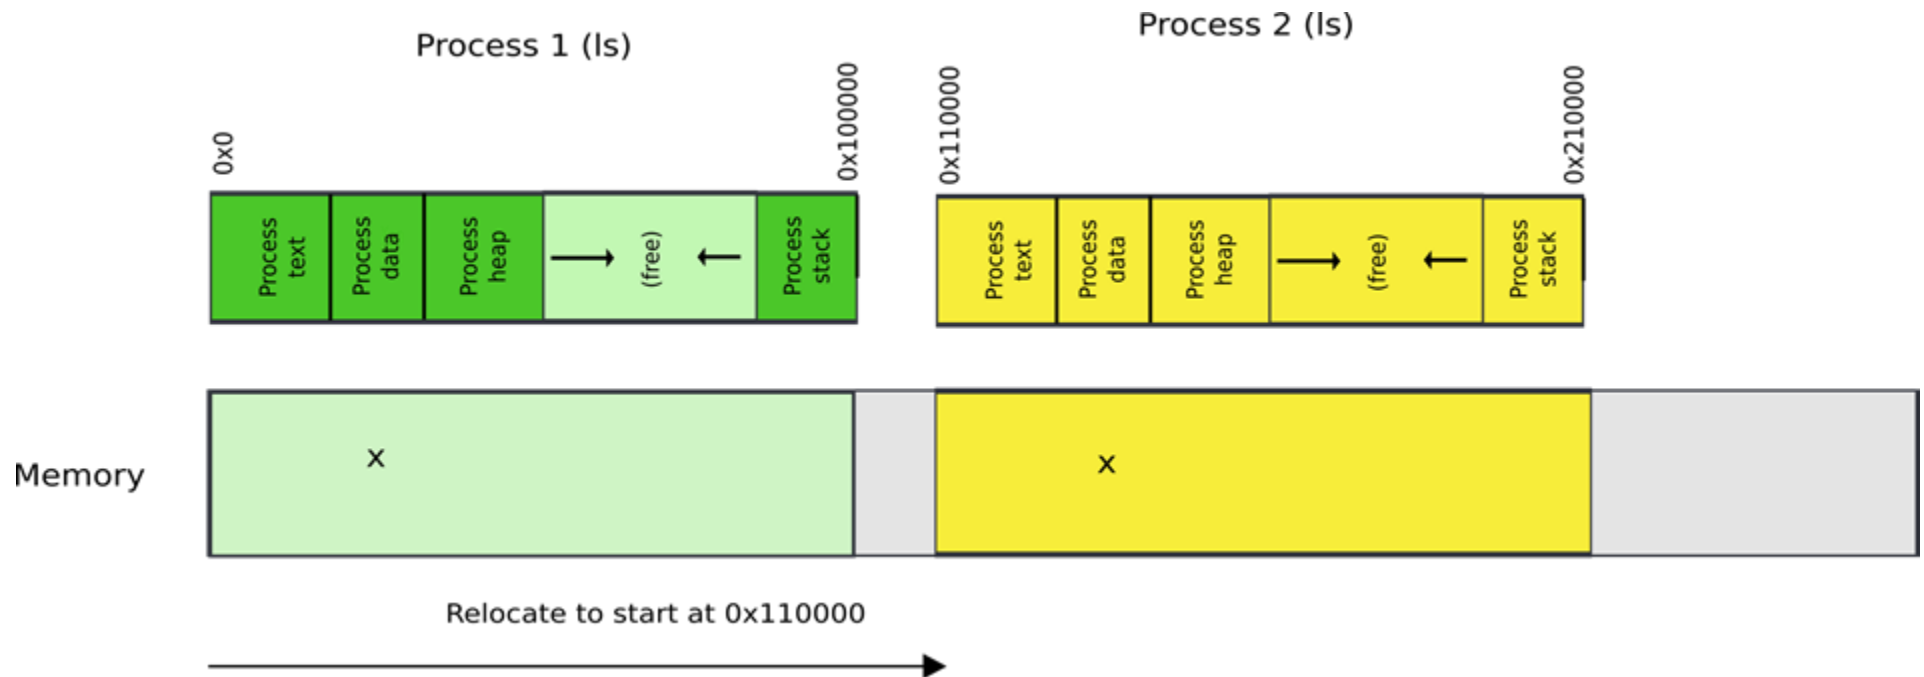 Process 1 (ls)
Process 2 (ls)
0x0
0x100000
0x110000
0x210000
Process
text
Process
data
Process
heap
(free)
Process
stack
Process
text
Process
data
Process
heap
(free)
Process
stack
Memory
x
x
Relocate to start at 0x110000